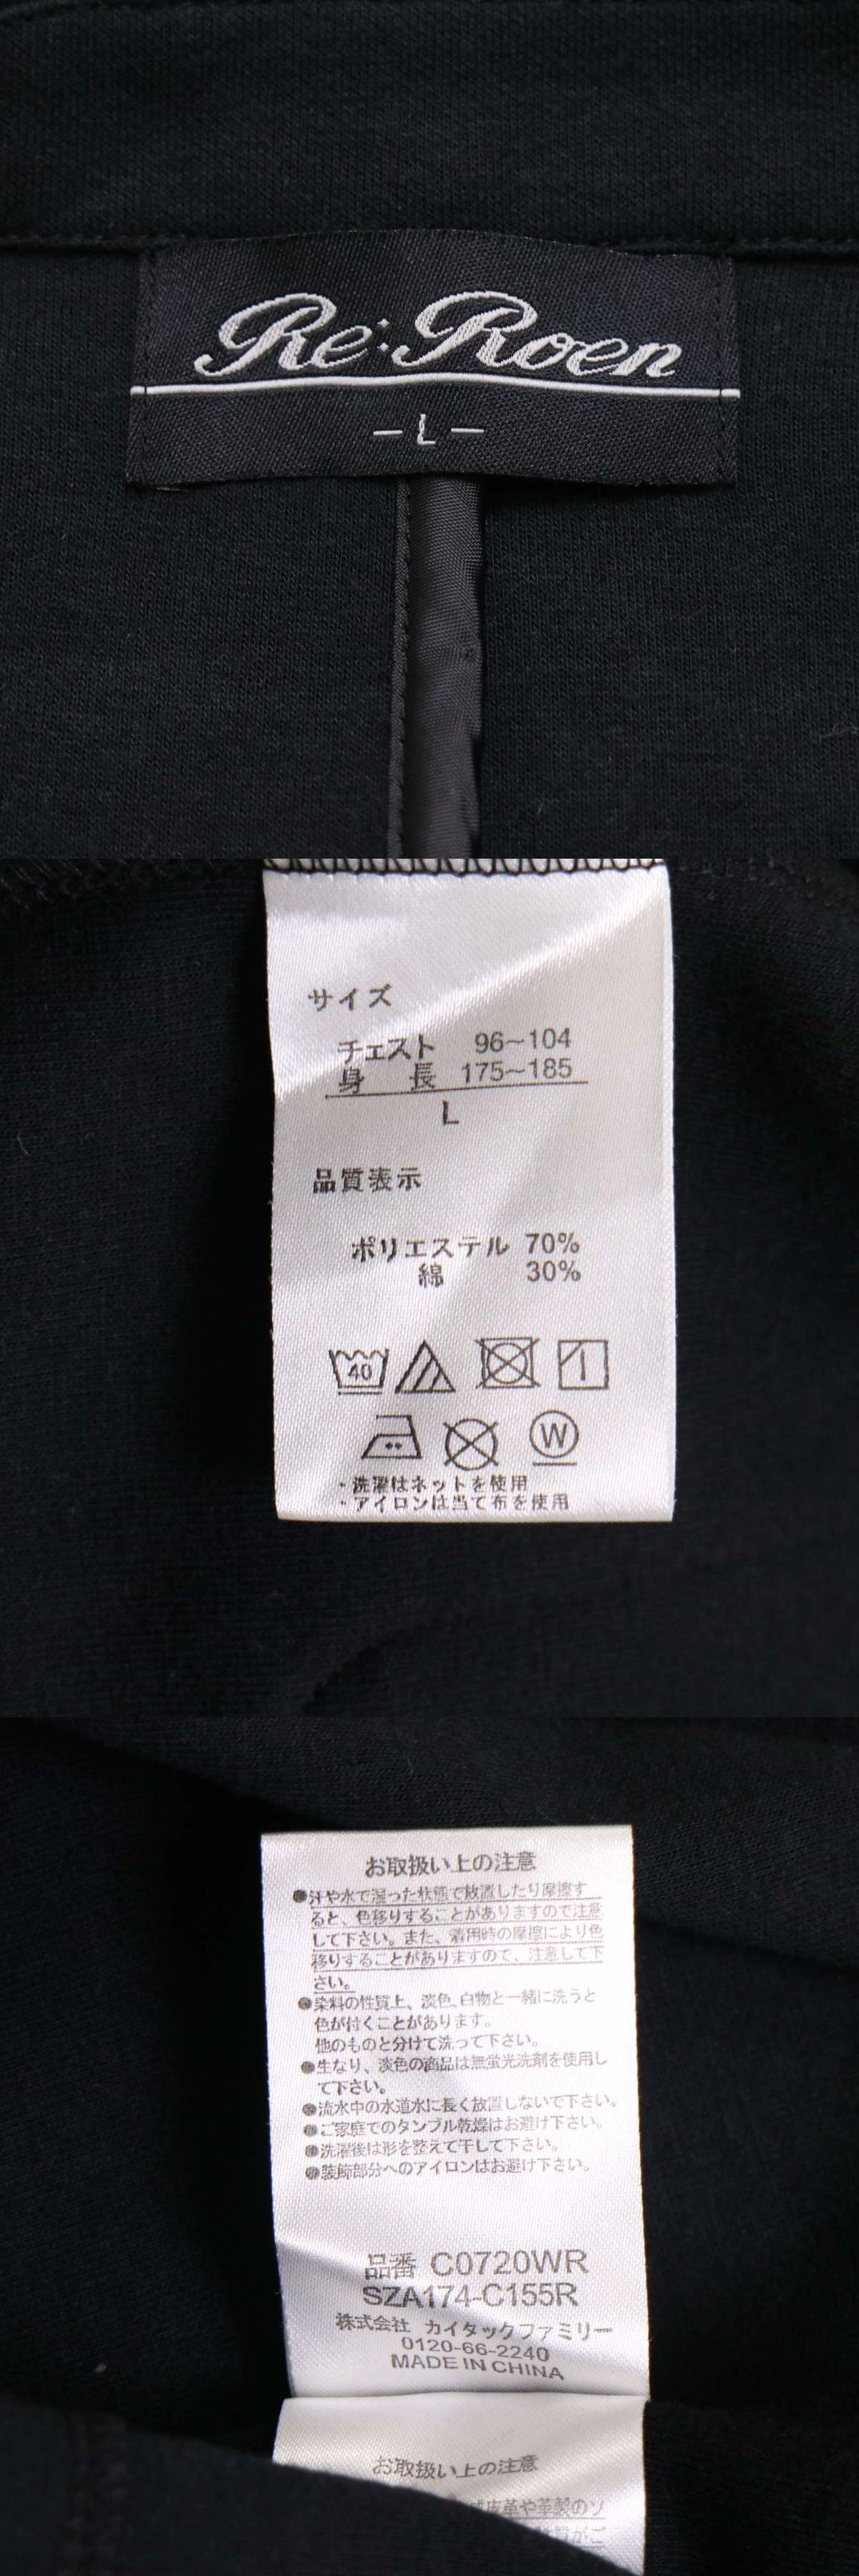 Re:Roen
-L-
サイズ
チェスト 96~104
身 長 175~185
L
品質表示
ポリエステル 70%
綿 30%
40
W
・洗濯はネットを使用
・アイロンは当て布を使用
お取扱い上の注意
●汗や水で湿った状態で放置したり摩擦す
ると、色移りすることがありますので注意
して下さい。また、着用時の摩擦により色
移りすることがありますので、注意して下
さい。
●染料の性質上、淡色、白物と一緒に洗うと
色が付くことがあります。
他のものと分けて洗って下さい。
●生なり、淡色の商品は無蛍光洗剤を使用し
て下さい。
●流水中の水道水に長く放置しないで下さい。
●ご家庭でのタンブル乾燥はお避け下さい。
●洗濯後は形を整えて干して下さい。
●装飾部分へのアイロンはお避け下さい。
品番 C0720WR
SZA174-C155R
株式会社 カイタックファミリー
0120-66-2240
MADE IN CHINA
お取扱い上の注意
皮革や革製のソ
がご